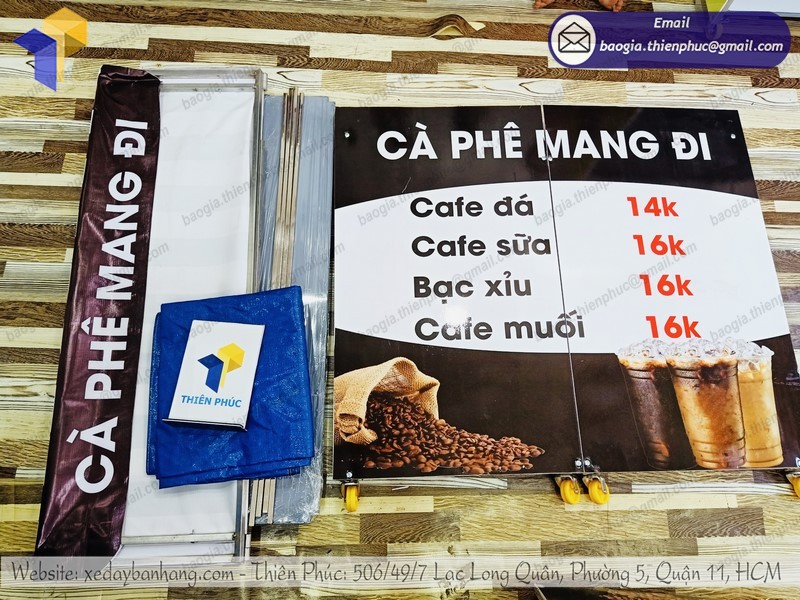 Email
baogia.thienphuc@gmail.com
CÀ PHÊ MANG ĐI
CÀ PHÊ MANG ĐI
Cafe đá 14k
Cafe sữa 16k
Bạc xỉu 16k
Cafe muối 16k
THIÊN PHÚC
Website: xedaybanhang.com - Thiên Phúc: 506/49/7 Lạc Long Quân, Phường 5, Quận 11, HCM